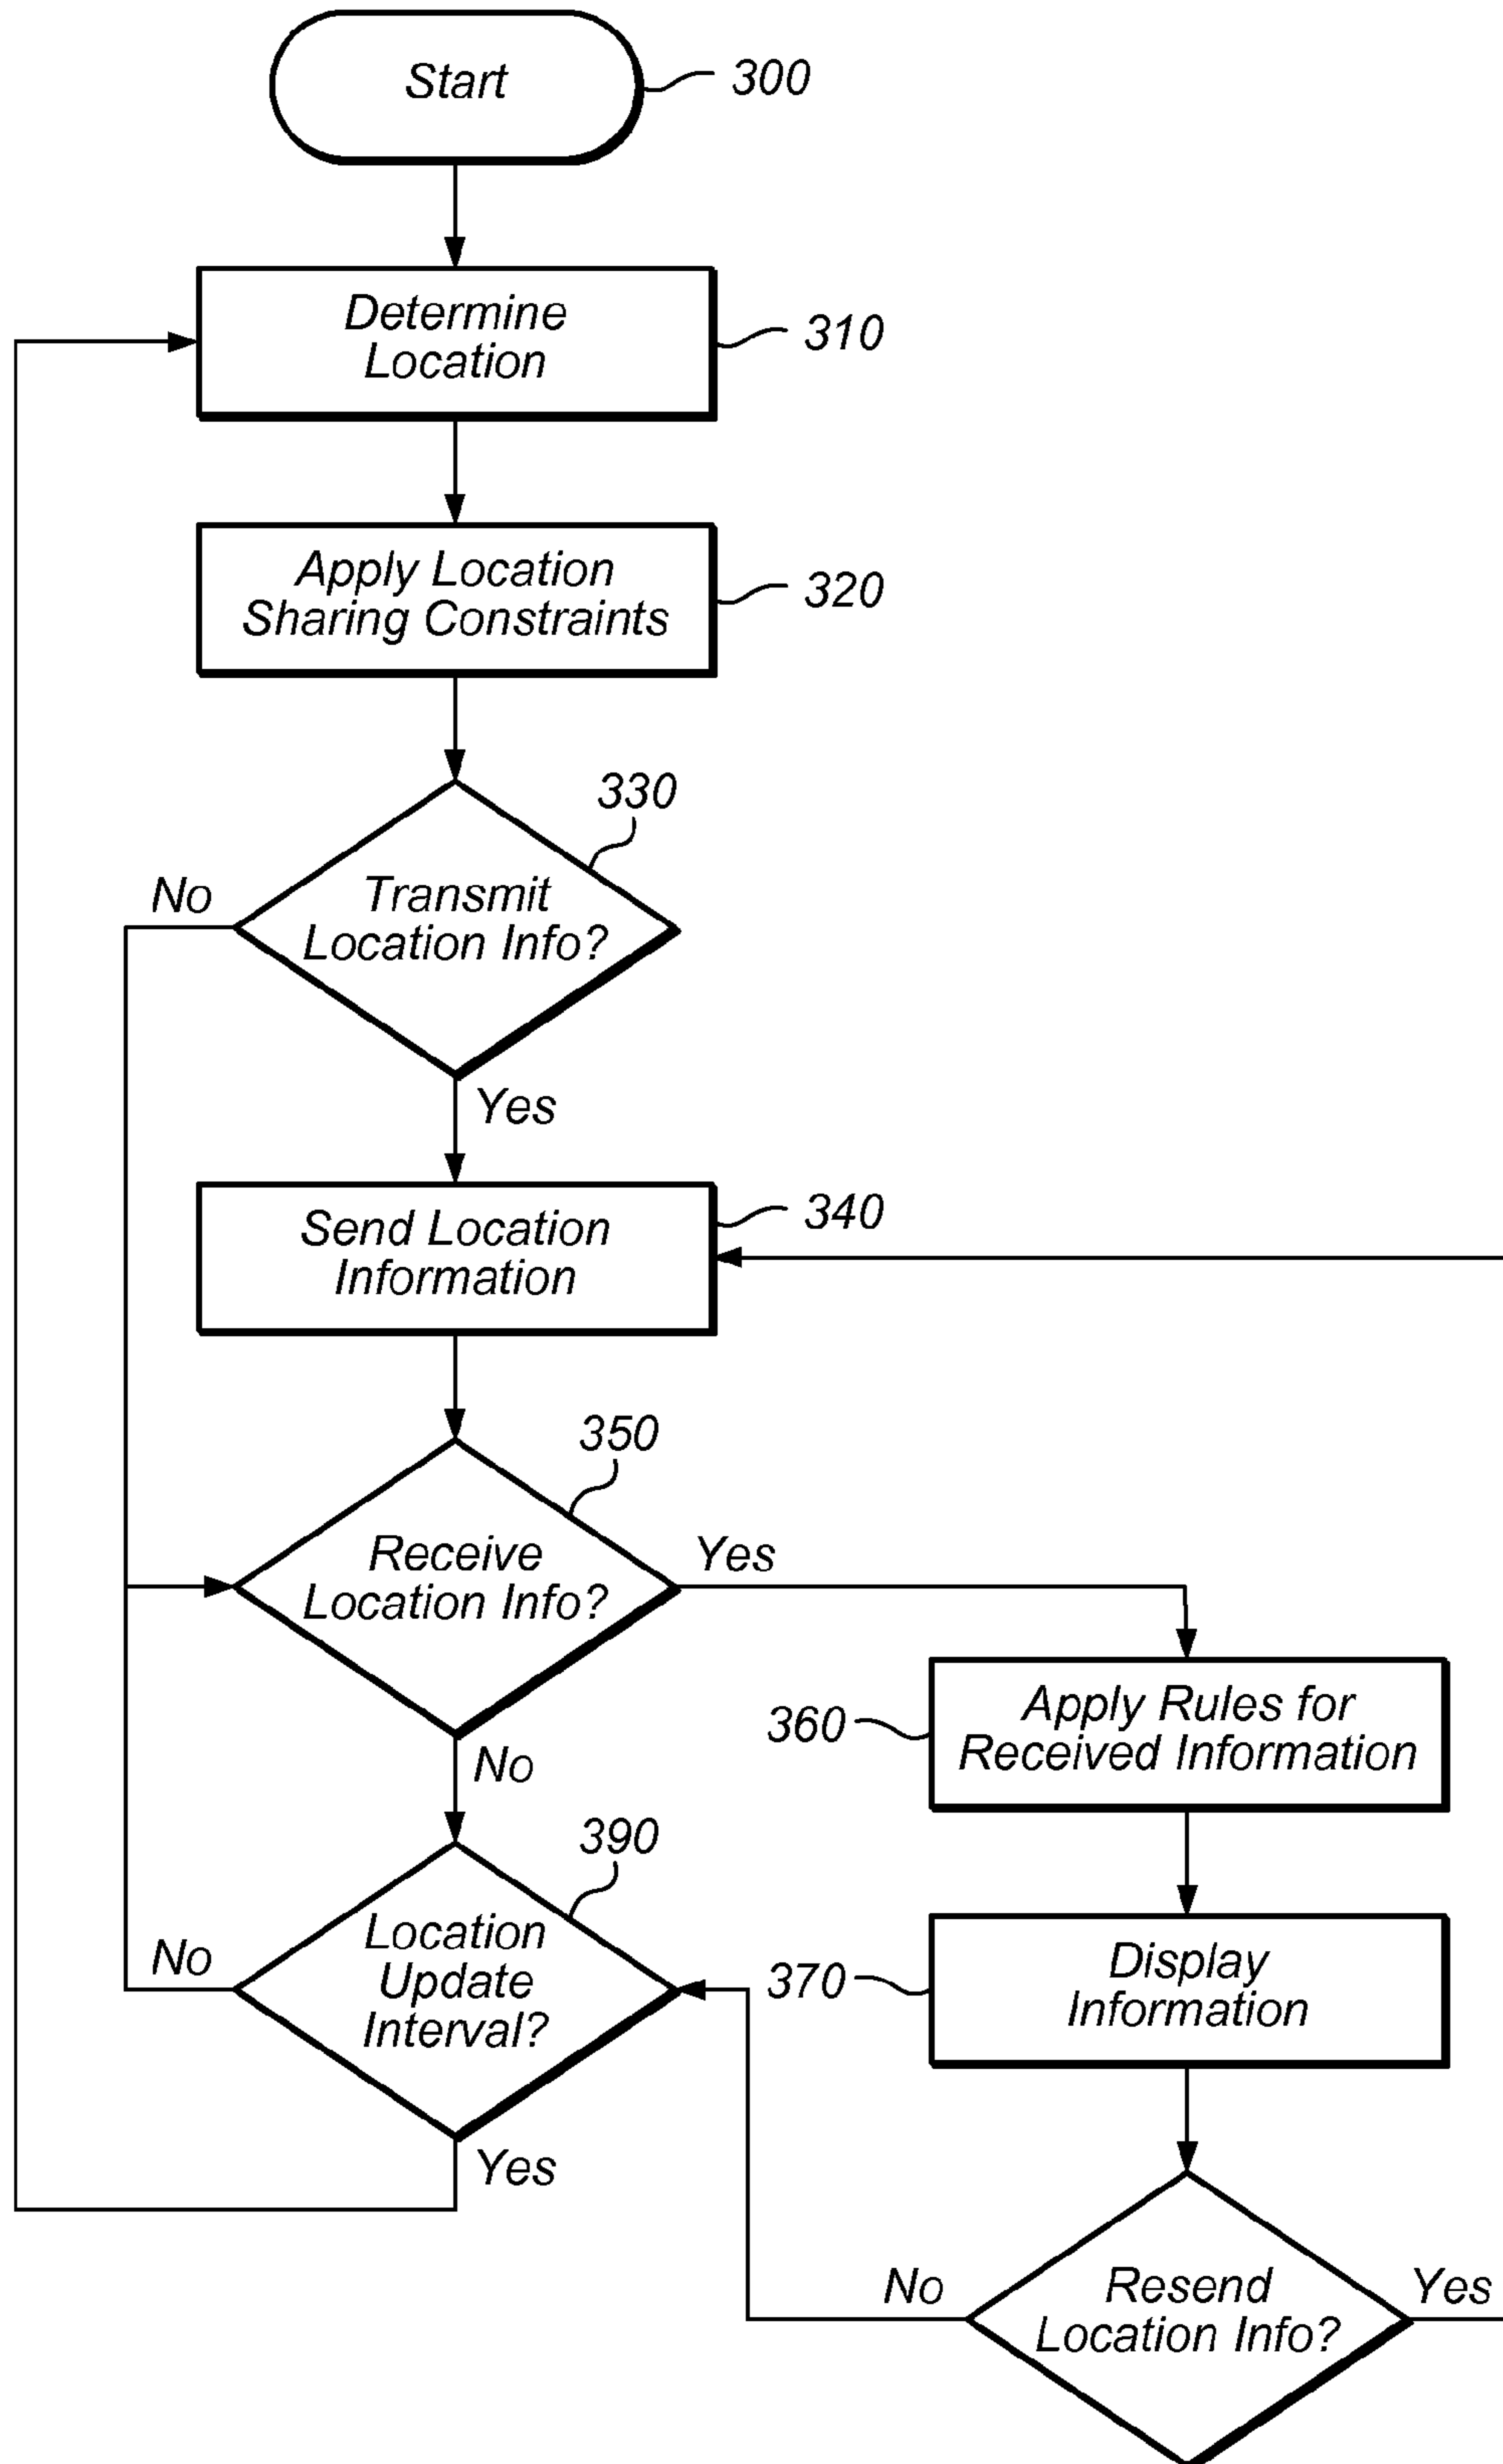 Start
300
Determine
Location
310
Apply Location
Sharing Constraints
320
330
Transmit
Location Info?
No
Yes
Send Location
Information
340
350
Receive
Location Info?
Yes
No
Apply Rules for
Received Information
360
390
Location
Update
Interval?
No
Yes
Display
Information
370
Resend
Location Info?
No
Yes